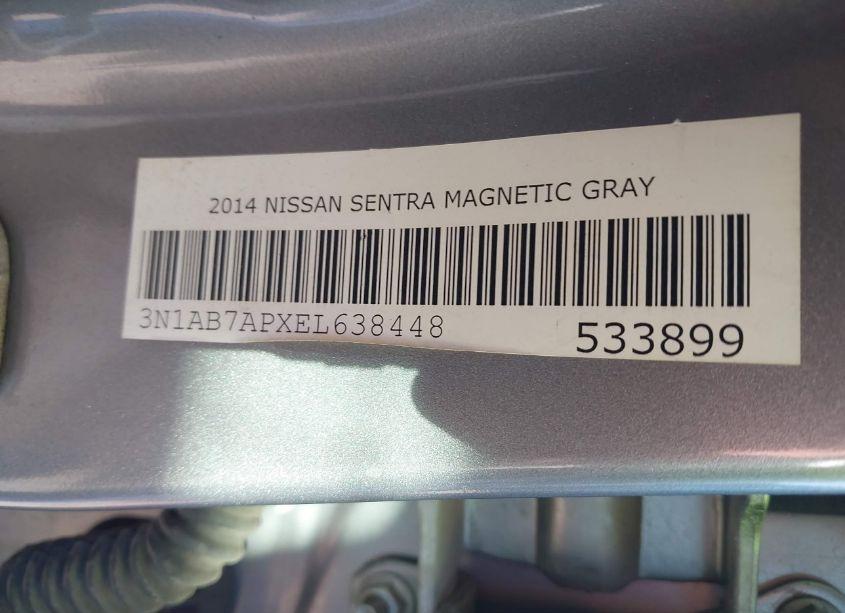 2014 NISSAN SENTRA MAGNETIC GRAY
3N1AB7APXEL638448
533899